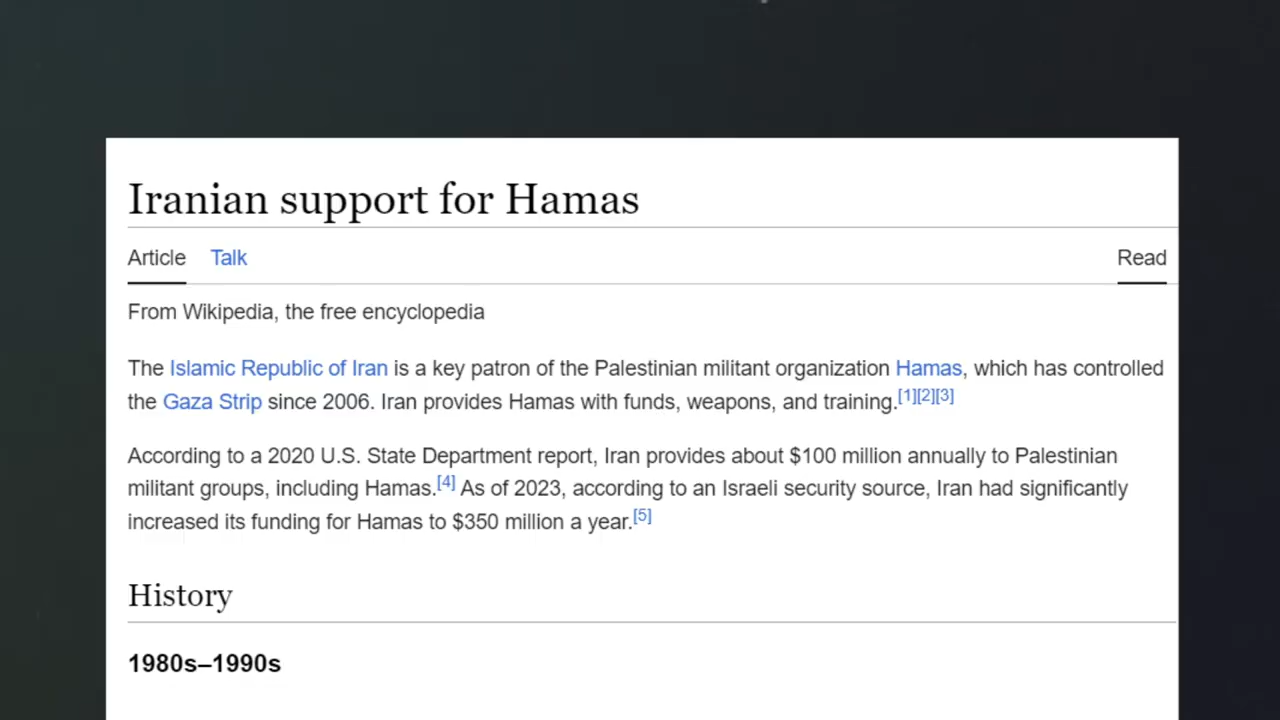 Iranian support for Hamas
Article Talk Read
From Wikipedia, the free encyclopedia
The Islamic Republic of Iran is a key patron of the Palestinian militant organization Hamas, which has controlled
the Gaza Strip since 2006. Iran provides Hamas with funds, weapons, and training.[1][2][3]
According to a 2020 U.S. State Department report, Iran provides about $100 million annually to Palestinian
militant groups, including Hamas.[4] As of 2023, according to an Israeli security source, Iran had significantly
increased its funding for Hamas to $350 million a year.[5]
History
1980s–1990s